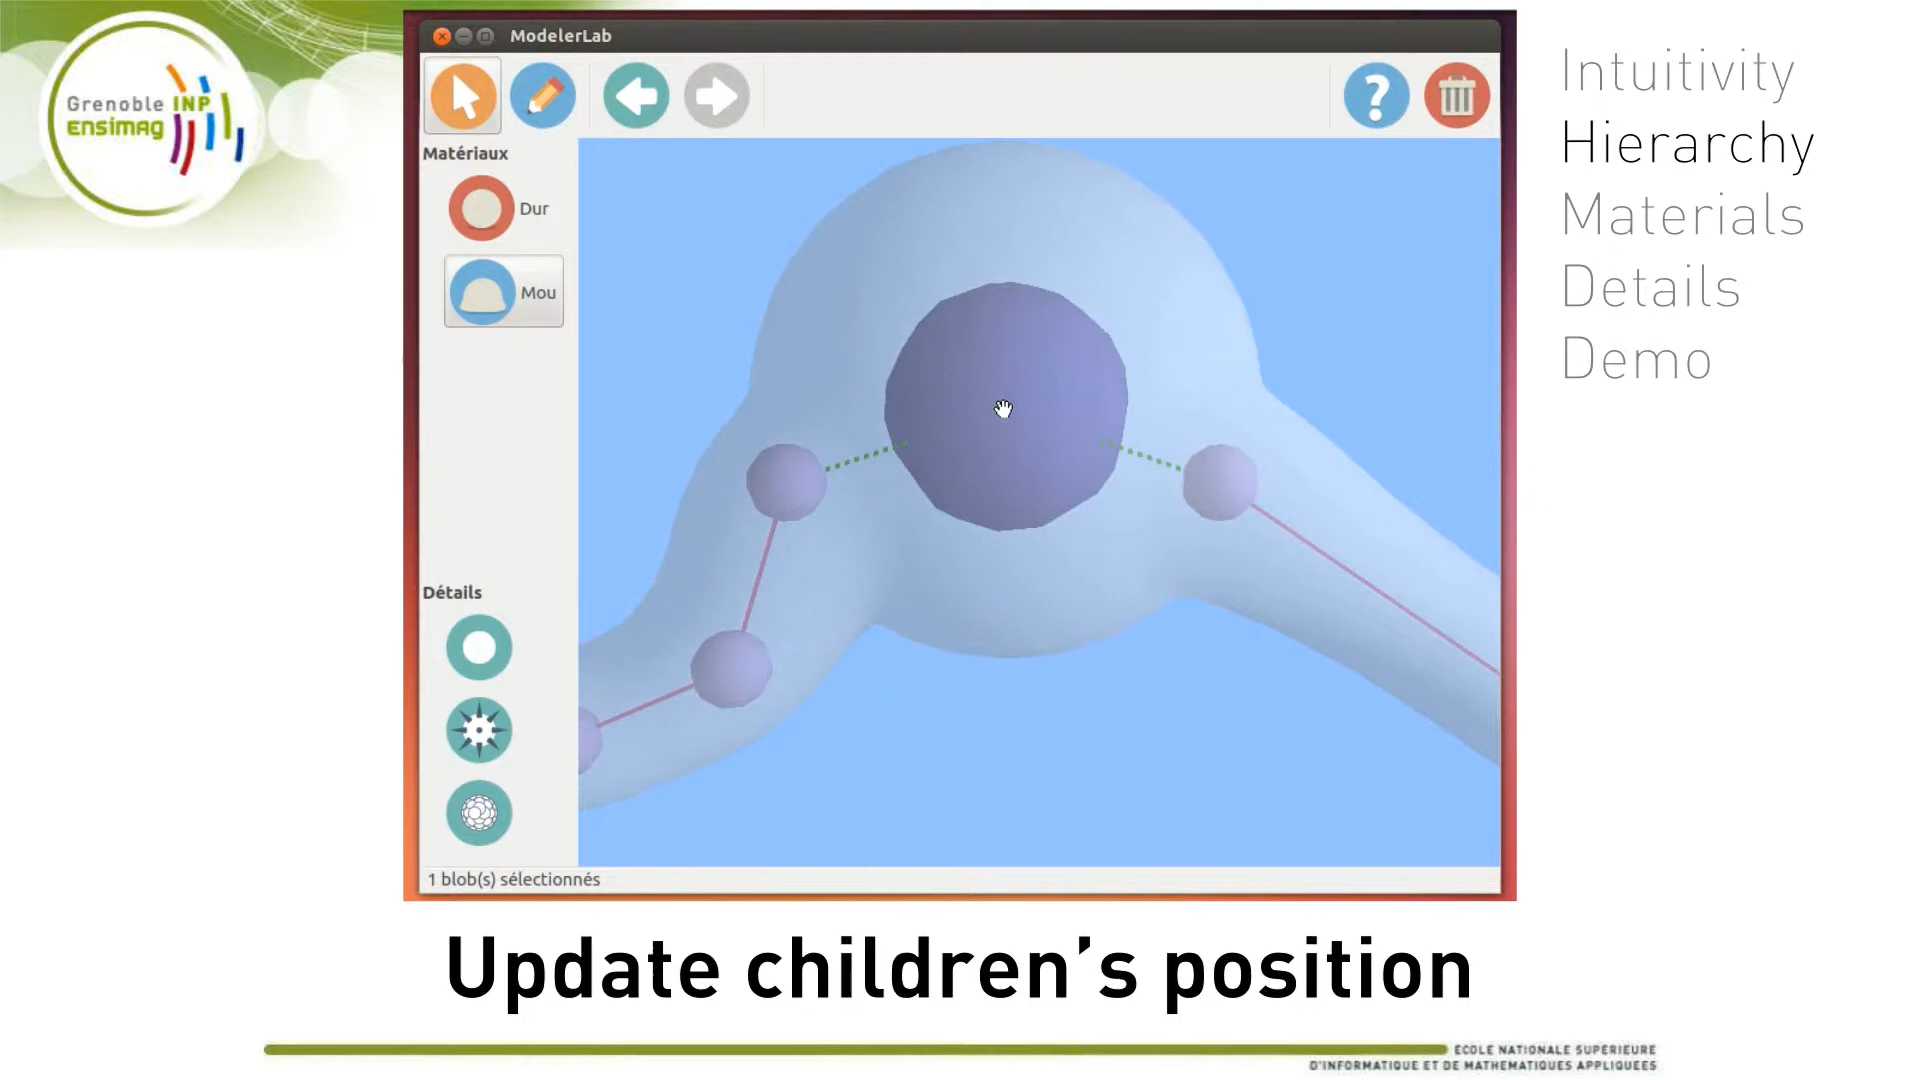 Grenoble INP
Ensimag
ModelerLab
?
Matériaux
Dur
Mou
Détails
1 blob(s) sélectionnés
Intuitivity
Hierarchy
Materials
Details
Demo
Update children’s position
ECOLE NATIONALE SUPERIEURE
D'INFORMATIQUE ET DE MATHEMATIQUES APPLIQUEES